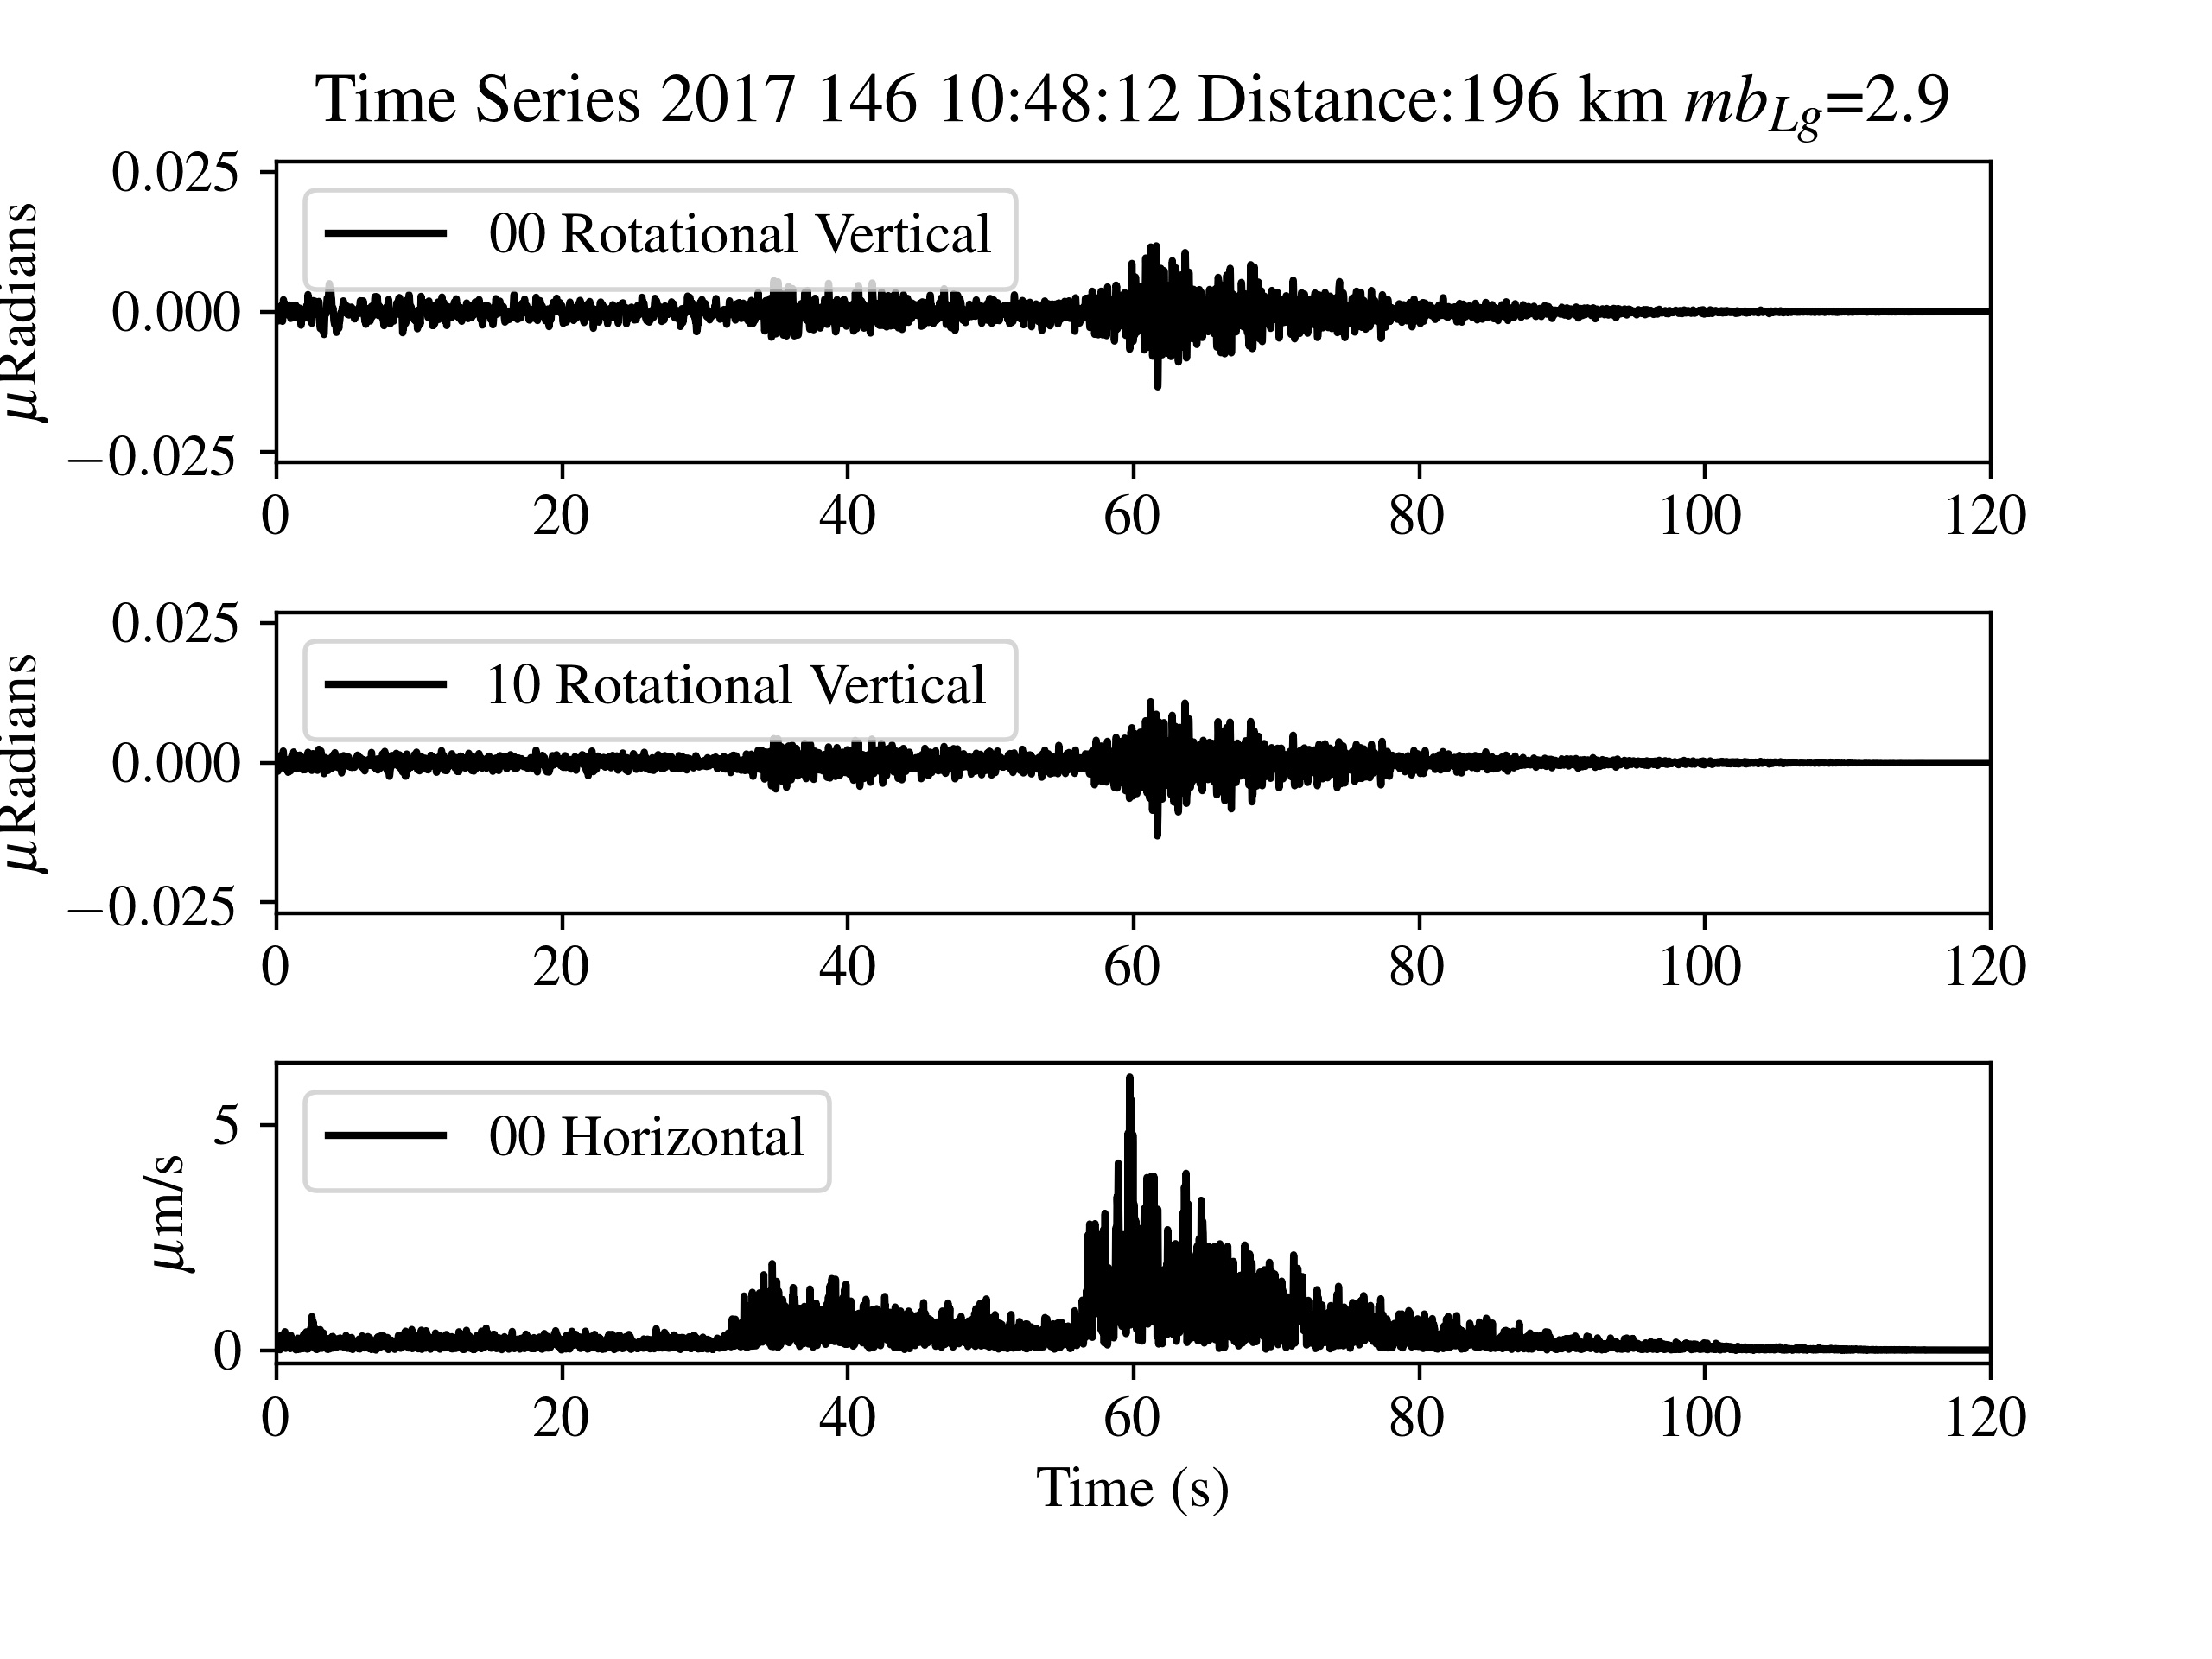 Time Series 2017 146 10:48:12 Distance:196 km mb_Lg=2.9
0.025
0.000
−0.025
μRadians
00 Rotational Vertical
0 20 40 60 80 100 120
0.025
0.000
−0.025
μRadians
10 Rotational Vertical
0 20 40 60 80 100 120
5
0
μm/s
00 Horizontal
0 20 40 60 80 100 120
Time (s)